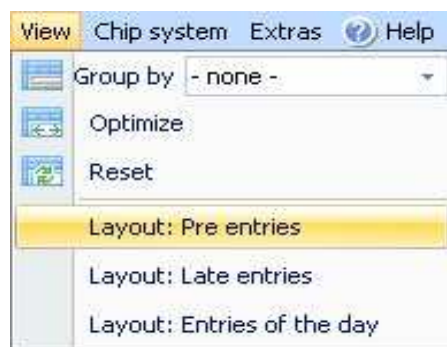 View Chip system Extras Help
Group by - none -
Optimize
Reset
Layout: Pre entries
Layout: Late entries
Layout: Entries of the day